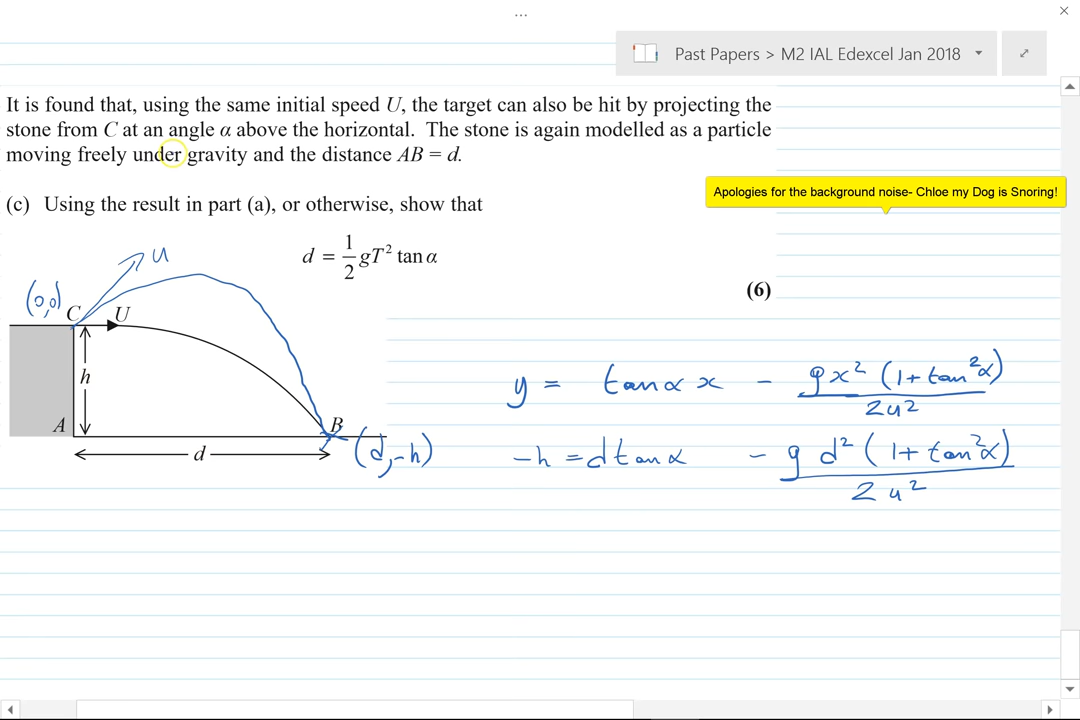 ...
Past Papers > M2 IAL Edexcel Jan 2018
It is found that, using the same initial speed U, the target can also be hit by projecting the
stone from C at an angle α above the horizontal. The stone is again modelled as a particle
moving freely under gravity and the distance AB = d.
Apologies for the background noise- Chloe my Dog is Snoring!
(c) Using the result in part (a), or otherwise, show that
d = 1/2 gT² tan α
(6)
u
(0,0)
C U
h
A B
d
(d,-h)
y = tanα x - gx² (1 + tan²α) / 2u²
-h = d tanα - g d² (1 + tan²α) / 2u²